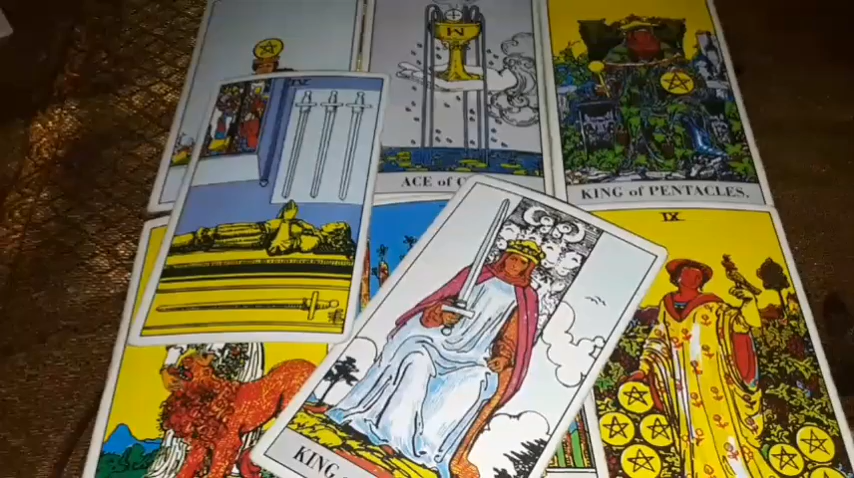 ACE of
KING of PENTACLES.
IV
IX
KING